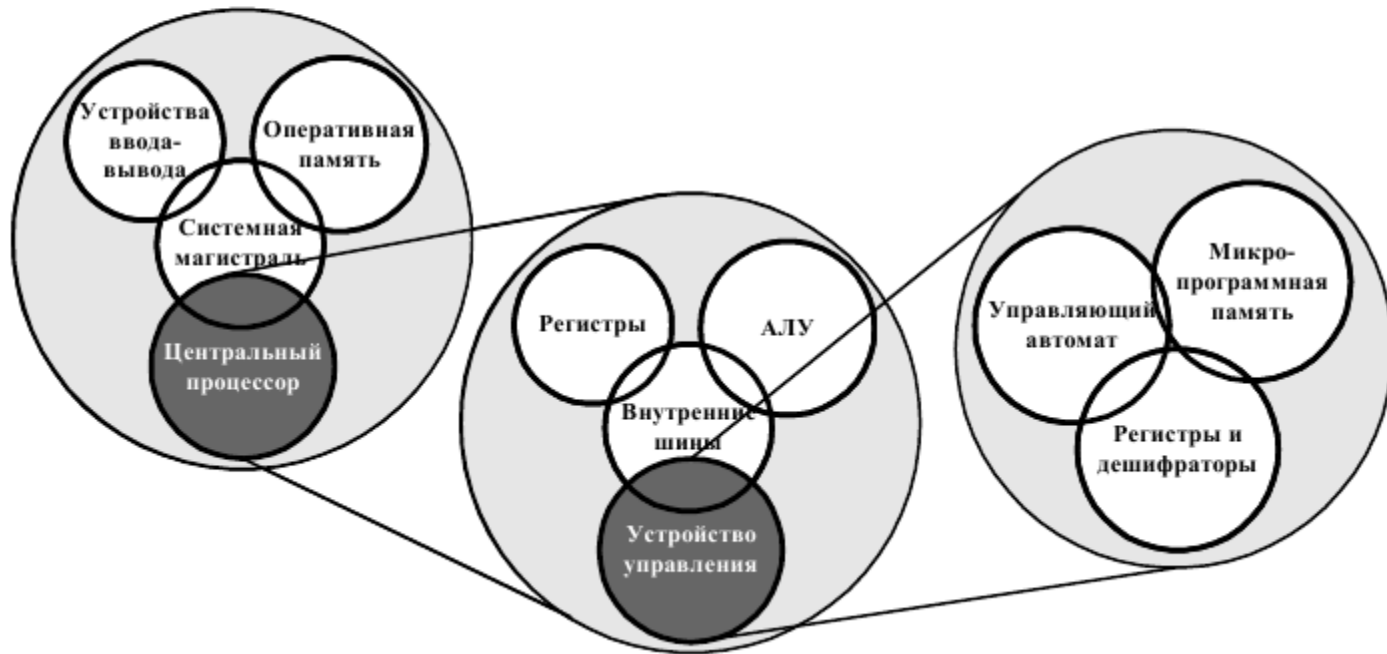 Устройства
ввода-
вывода
Оперативная
память
Системная
магистраль
Центральный
процессор
Регистры
АЛУ
Внутренние
шины
Устройство
управления
Управляющий
автомат
Микро-
программная
память
Регистры и
дешифраторы